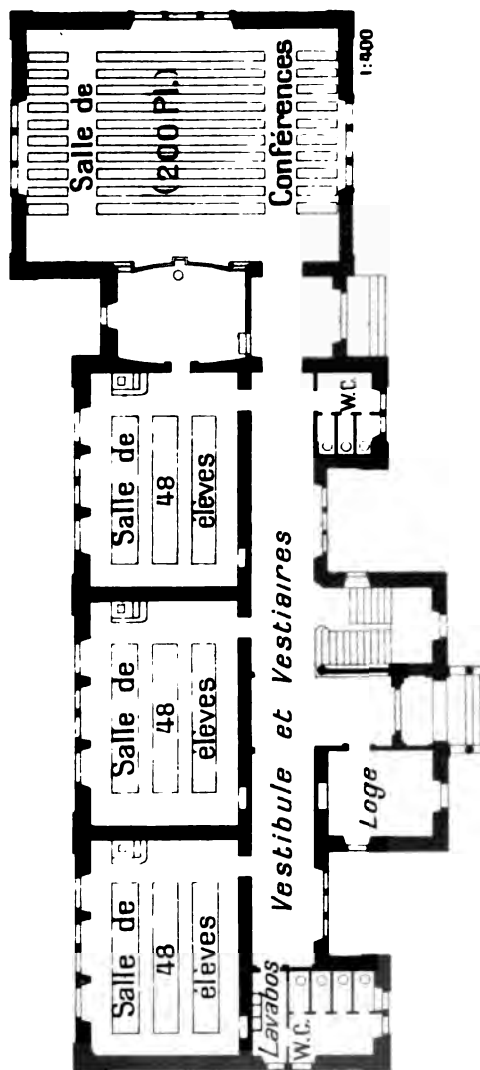 Salle de
(200 Pl.)
Conférences
1:400
Salle de
48
élèves
Salle de
48
élèves
Salle de
48
élèves
W.C.
Vestibule et Vestiaires
Loge
Lavabos
W.C.